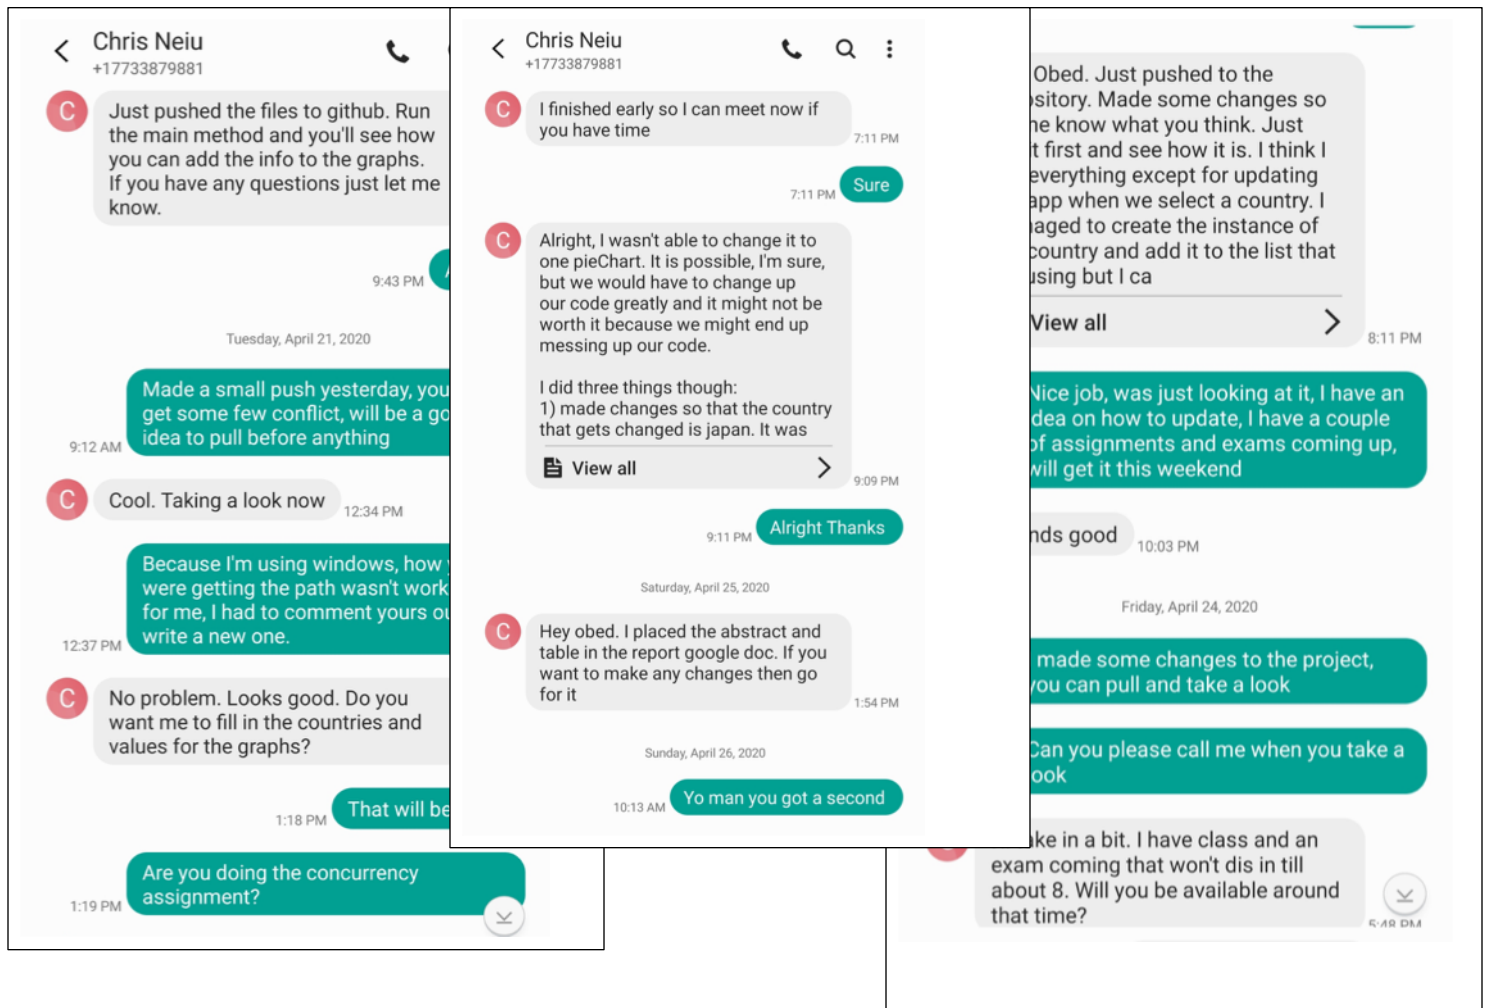 Chris Neiu
+17733879881
Just pushed the files to github. Run
the main method and you'll see how
you can add the info to the graphs.
If you have any questions just let me
know.
9:43 PM
Tuesday, April 21, 2020
Made a small push yesterday, you
get some few conflict, will be a
idea to pull before anything
9:12 AM
C
Cool. Taking a look now
12:34 PM
Because I'm using windows, how
were getting the path wasn't work
for me, I had to comment yours
write a new one.
12:37 PM
C
No problem. Looks good. Do you
want me to fill in the countries and
values for the graphs?
That will be
1:18 PM
Are you doing the concurrency
assignment?
1:19 PM
Chris Neiu
+17733879881
C
I finished early so I can meet now if
you have time
7:11 PM
Sure
7:11 PM
C
Alright, I wasn't able to change it to
one pieChart. It is possible, I'm sure,
but we would have to change up
our code greatly and it might not be
worth it because we might end up
messing up our code.
I did three things though:
1) made changes so that the country
that gets changed is japan. It was
View all
9:09 PM
Alright Thanks
9:11 PM
Saturday, April 25, 2020
C
Hey obed. I placed the abstract and
table in the report google doc. If you
want to make any changes then go
for it
1:54 PM
Sunday, April 26, 2020
Yo man you got a second
10:13 AM
Obed. Just pushed to the
sitory. Made some changes so
me know what you think. Just
it first and see how it is. I think I
everything except for updating
app when we select a country. I
aged to create the instance of
country and add it to the list that
using but I ca
View all
8:11 PM
Nice job, was just looking at it, I have an
idea on how to update, I have a couple
of assignments and exams coming up,
will get it this weekend
nds good
10:03 PM
Friday, April 24, 2020
made some changes to the project,
you can pull and take a look
Can you please call me when you take a
look
ke in a bit. I have class and an
exam coming that won't dis in till
about 8. Will you be available around
that time?
5:48 PM